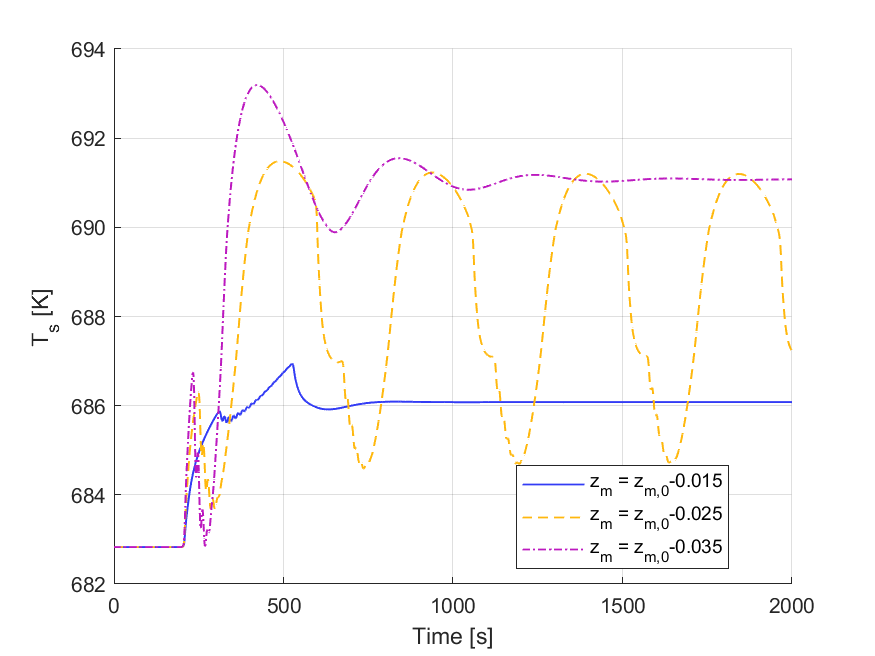 694
692
690
688
686
684
682
T_s [K]
0
500
1000
1500
2000
Time [s]
z_m = z_m,0-0.015
z_m = z_m,0-0.025
z_m = z_m,0-0.035